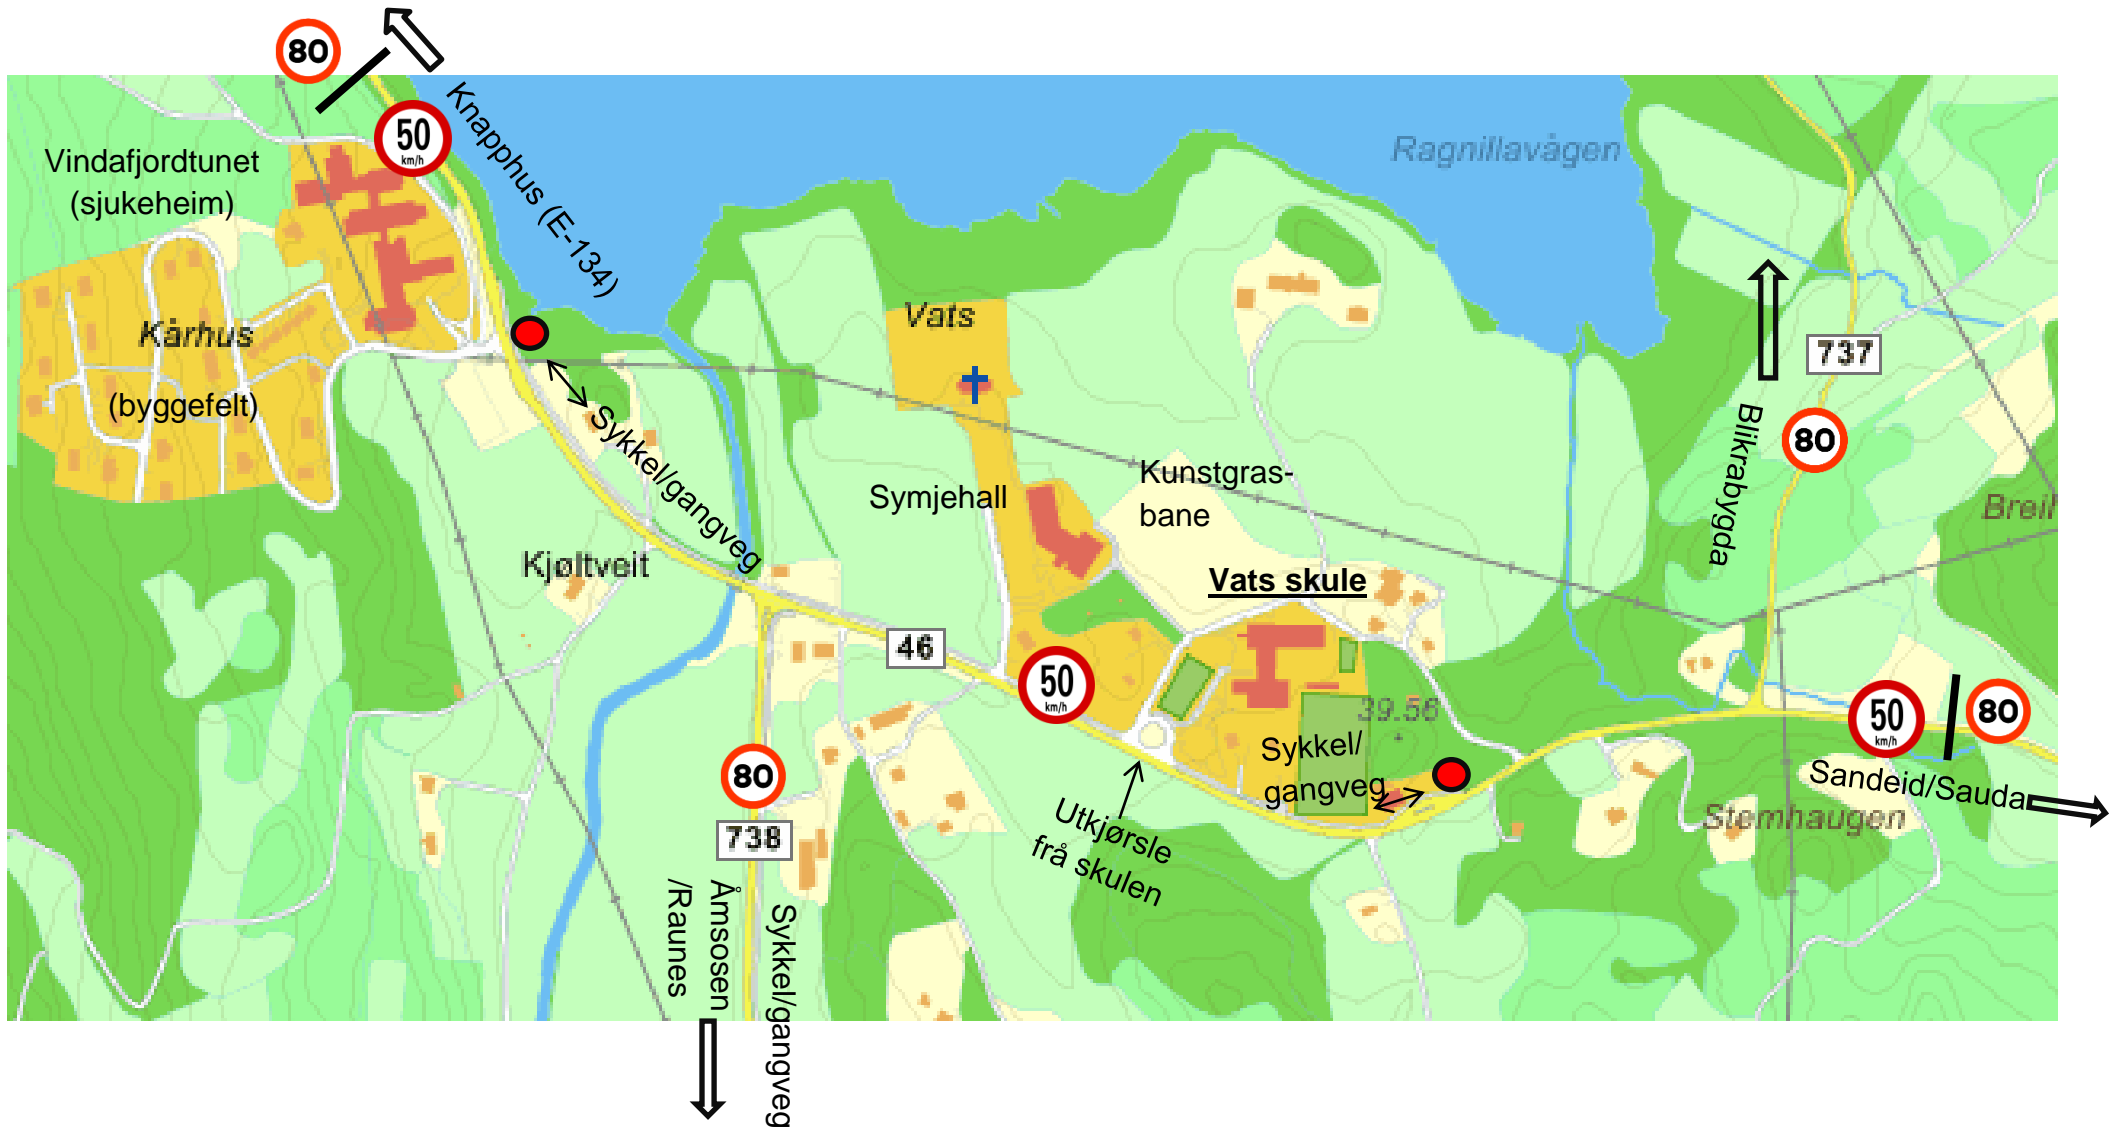 80
50
km/h
Knapphus (E-134)
Vindafjordtunet
(sjukeheim)
Ragnillavågen
Kårhus
(byggefelt)
Vats
737
80
Blikrabygda
Sykkel/gangveg
Symjehall
Kunstgras-
bane
Breil
Kjøltveit
Vats skule
46
50
km/h
39.56
50
km/h
80
Sykkel/
gangveg
Sandeid/Sauda
Stemhaugen
80
738
Utkjørsle
frå skulen
Åmsosen
/Raunes
Sykkel/gangveg